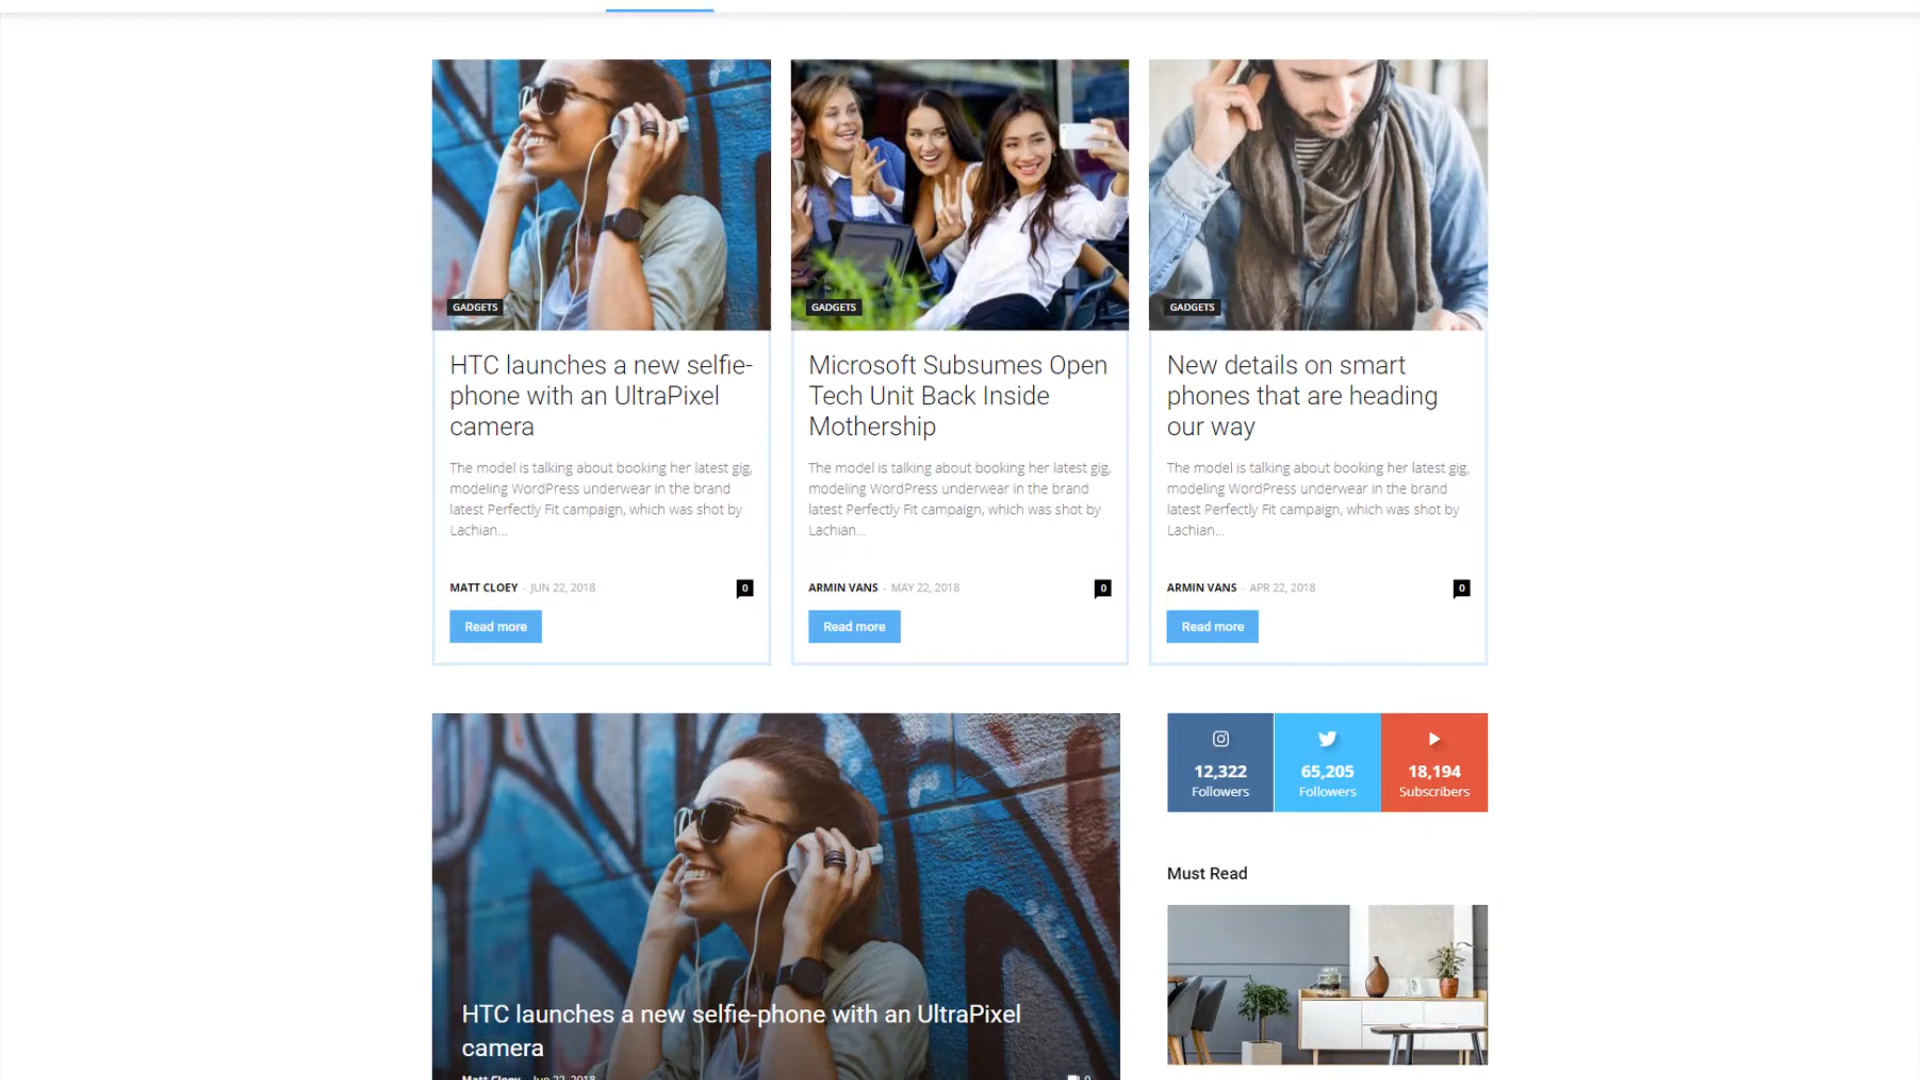 GADGETS
HTC launches a new selfie-
phone with an UltraPixel
camera
The model is talking about booking her latest gig,
modeling WordPress underwear in the brand
latest Perfectly Fit campaign, which was shot by
Lachian...
MATT CLOEY - JUN 22, 2018
0
Read more
GADGETS
Microsoft Subsumes Open
Tech Unit Back Inside
Mothership
The model is talking about booking her latest gig,
modeling WordPress underwear in the brand
latest Perfectly Fit campaign, which was shot by
Lachian...
ARMIN VANS - MAY 22, 2018
0
Read more
GADGETS
New details on smart
phones that are heading
our way
The model is talking about booking her latest gig,
modeling WordPress underwear in the brand
latest Perfectly Fit campaign, which was shot by
Lachian...
ARMIN VANS - APR 22, 2018
0
Read more
HTC launches a new selfie-phone with an UltraPixel
camera
Matt Cloey - Jun 22, 2018
0
12,322
Followers
65,205
Followers
18,194
Subscribers
Must Read